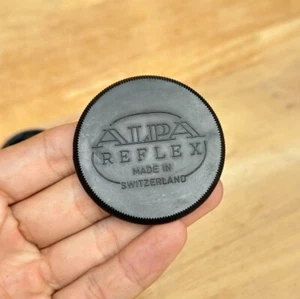 ALPA
REFLEX
MADE IN
SWITZERLAND